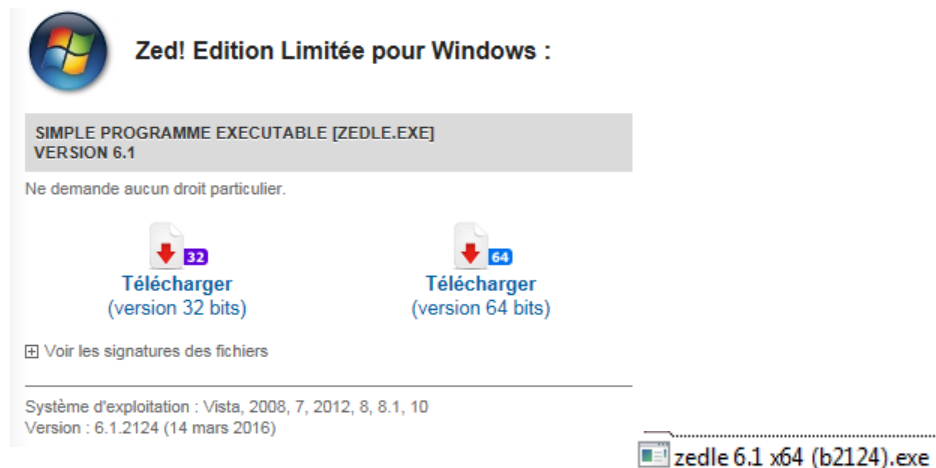 Zed! Edition Limitée pour Windows :
SIMPLE PROGRAMME EXECUTABLE [ZEDLE.EXE]
VERSION 6.1
Ne demande aucun droit particulier.
32
Télécharger
(version 32 bits)
64
Télécharger
(version 64 bits)
Voir les signatures des fichiers
Système d'exploitation : Vista, 2008, 7, 2012, 8, 8.1, 10
Version : 6.1.2124 (14 mars 2016)
zedle 6.1 x64 (b2124).exe